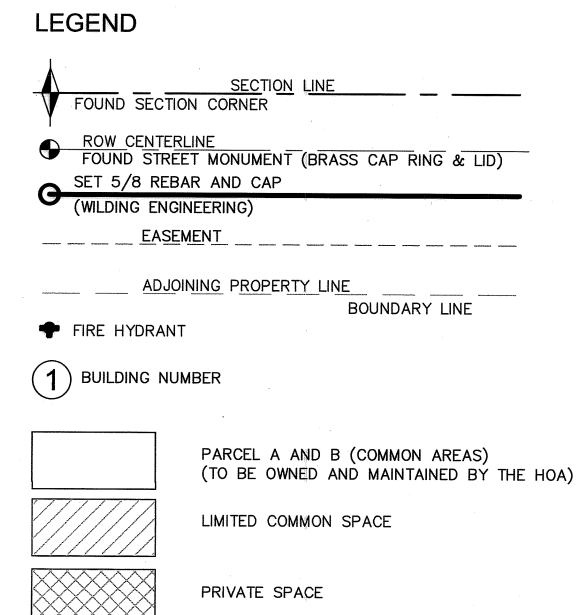 LEGEND
SECTION LINE
FOUND SECTION CORNER
ROW CENTERLINE
FOUND STREET MONUMENT (BRASS CAP RING & LID)
SET 5/8 REBAR AND CAP
(WILDING ENGINEERING)
EASEMENT
ADJOINING PROPERTY LINE
BOUNDARY LINE
FIRE HYDRANT
1 BUILDING NUMBER
PARCEL A AND B (COMMON AREAS)
(TO BE OWNED AND MAINTAINED BY THE HOA)
LIMITED COMMON SPACE
PRIVATE SPACE